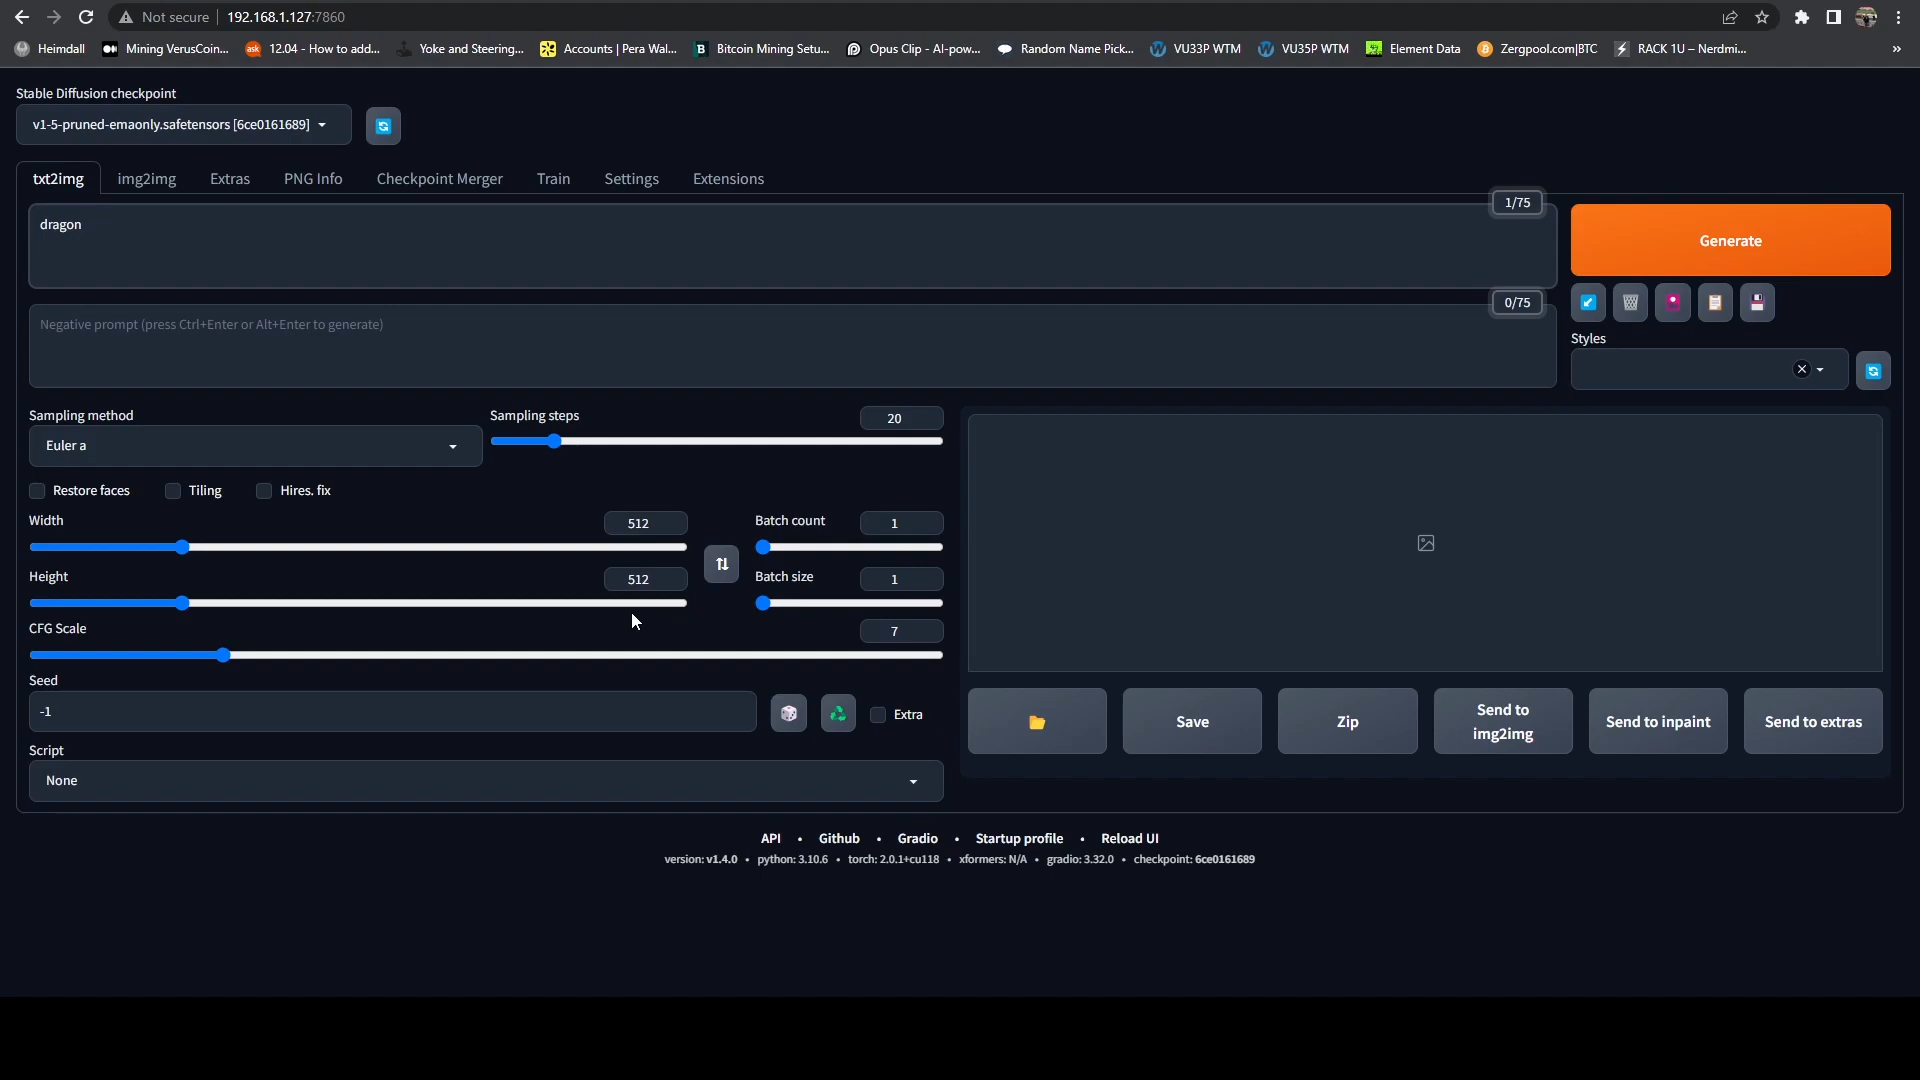 Not secure 192.168.1.127:7860
Heimdall Mining VerusCoin... ask 12.04 - How to add... Yoke and Steering... Accounts | Pera Wal... B Bitcoin Mining Setu... Opus Clip - AI-pow... Random Name Pick... VU33P WTM VU35P WTM Element Data Zergpool.com|BTC RACK 1U – Nerdmi... »
Stable Diffusion checkpoint
v1-5-pruned-emaonly.safetensors [6ce0161689]
txt2img img2img Extras PNG Info Checkpoint Merger Train Settings Extensions
1/75
dragon
Generate
0/75
Negative prompt (press Ctrl+Enter or Alt+Enter to generate)
Styles
Sampling method
Euler a
Sampling steps 20
Restore faces Tiling Hires. fix
Width 512
Batch count 1
Height 512
Batch size 1
CFG Scale 7
Seed
-1
Extra
Script
None
Save
Zip
Send to
img2img
Send to inpaint
Send to extras
API • Github • Gradio • Startup profile • Reload UI
version: v1.4.0 • python: 3.10.6 • torch: 2.0.1+cu118 • xformers: N/A • gradio: 3.32.0 • checkpoint: 6ce0161689